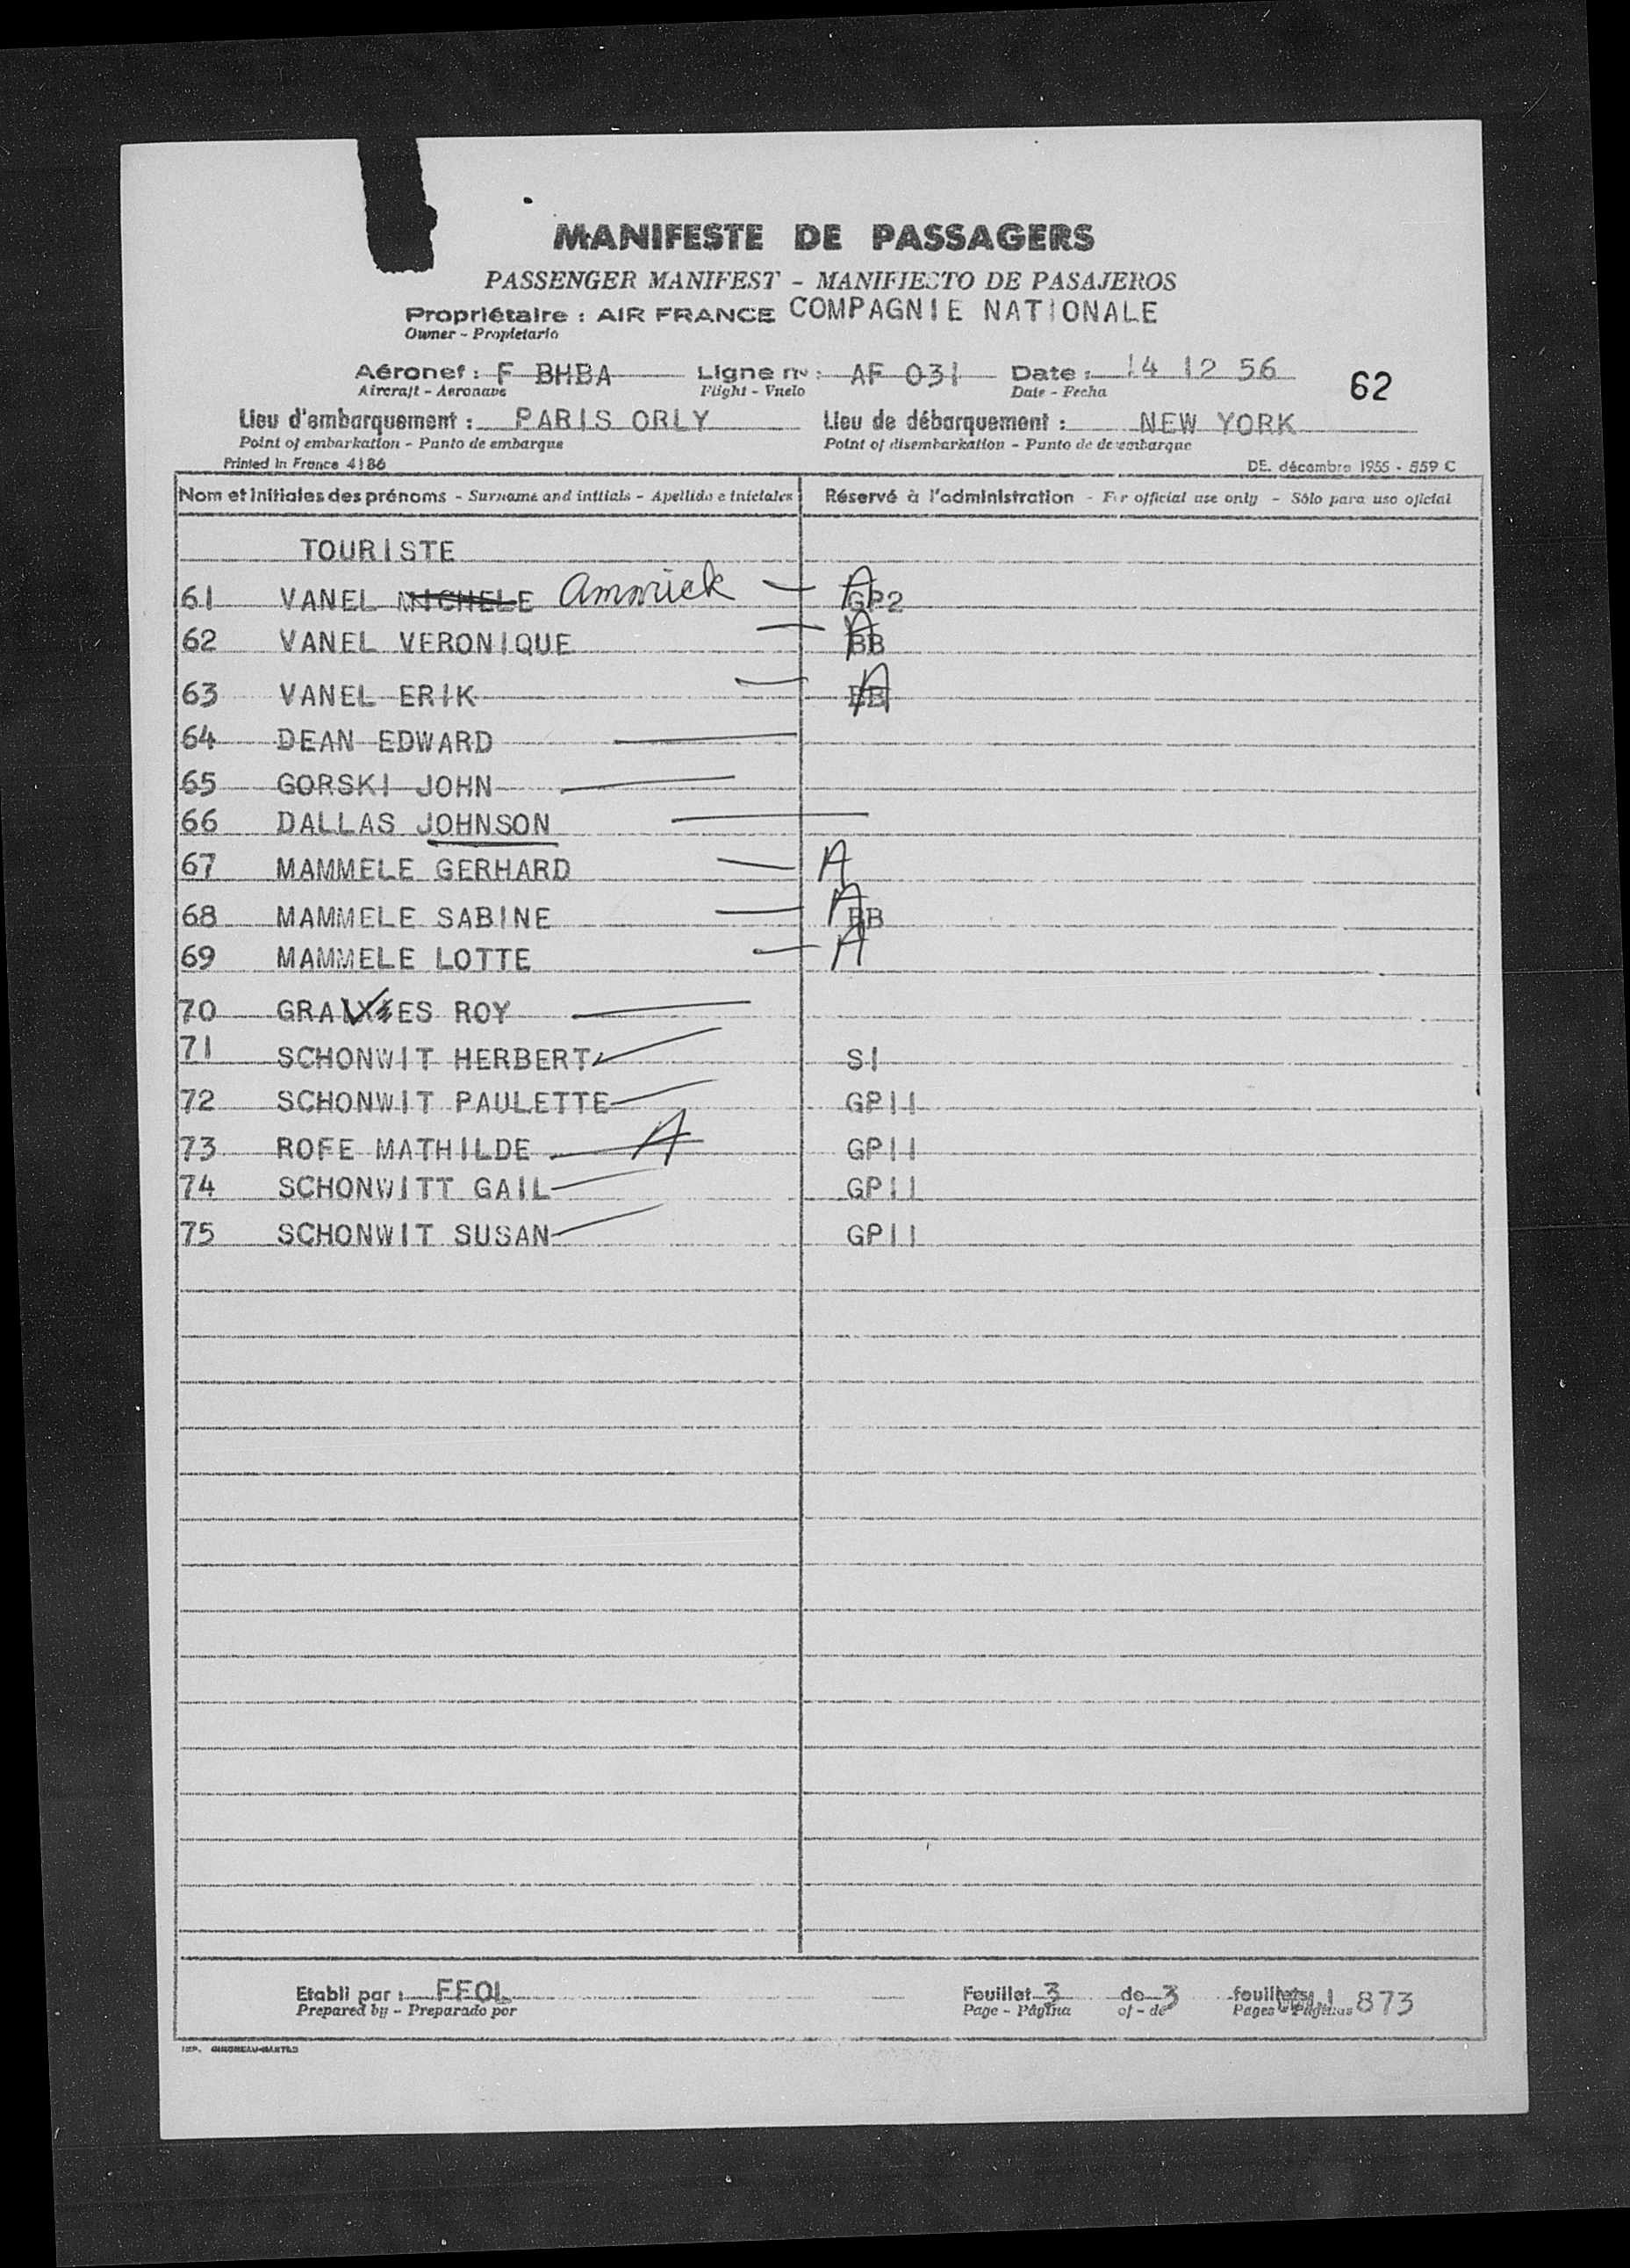 MANIFESTE DE PASSAGERS
PASSENGER MANIFEST - MANIFIESTO DE PASAJEROS
Propriétaire : AIR FRANCE COMPAGNIE NATIONALE
Owner - Propietario
Aéronef : F BHBA Ligne nº : AF 031 Date : 14 12 56
Aircraft - Aeronave Flight - Vuelo Date - Fecha
62
Lieu d'embarquement : PARIS ORLY Lieu de débarquement : NEW YORK
Point of embarkation - Punto de embarque Point of disembarkation - Punto de desembarque
Printed in France 4186 DE. décembre 1955 - 559 C
Nom et initiales des prénoms - Surname and initials - Apellido e iniciales Réservé à l'administration - For official use only - Sólo para uso oficial
TOURISTE
61 VANEL MICHELE Annick A GP2
62 VANEL VERONIQUE A BB
63 VANEL ERIK A BB
64 DEAN EDWARD
65 GORSKI JOHN
66 DALLAS JOHNSON
67 MAMMELE GERHARD A
68 MAMMELE SABINE A BB
69 MAMMELE LOTTE A
70 ROY
71 SCHONWIT HERBERT S1
72 SCHONWIT PAULETTE GP11
73 ROFE MATHILDE A GP11
74 SCHONWITT GAIL GP11
75 SCHONWIT SUSAN GP11
Etabli par : FFOL Feuillet 3 de 3 feuillets
Prepared by - Preparado por Page - Página of - de Pages - Páginas 873
IMP.